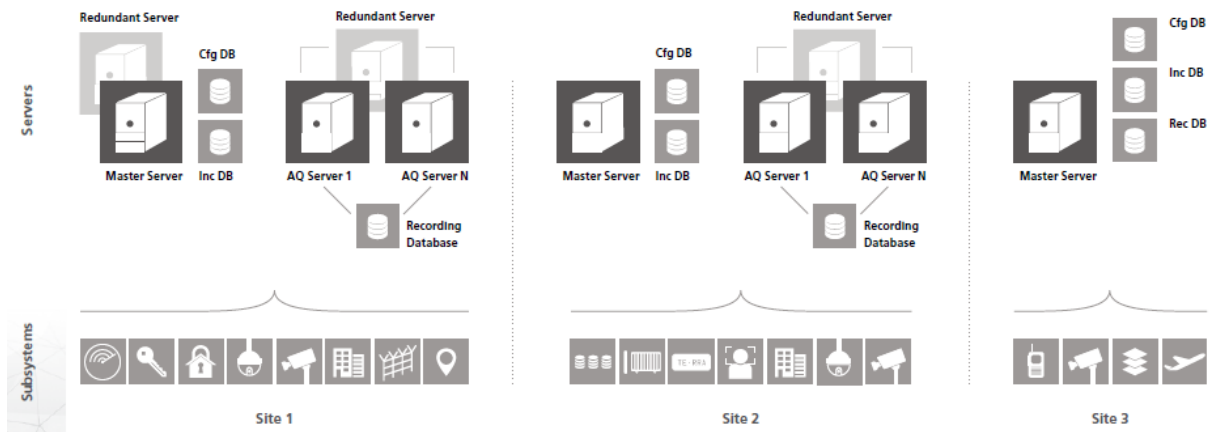 Servers
Redundant Server
Cfg DB
Master Server
Inc DB
Redundant Server
AQ Server 1
AQ Server N
Recording
Database
Cfg DB
Master Server
Inc DB
Redundant Server
AQ Server 1
AQ Server N
Recording
Database
Cfg DB
Inc DB
Rec DB
Master Server
Subsystems
Site 1
Site 2
Site 3